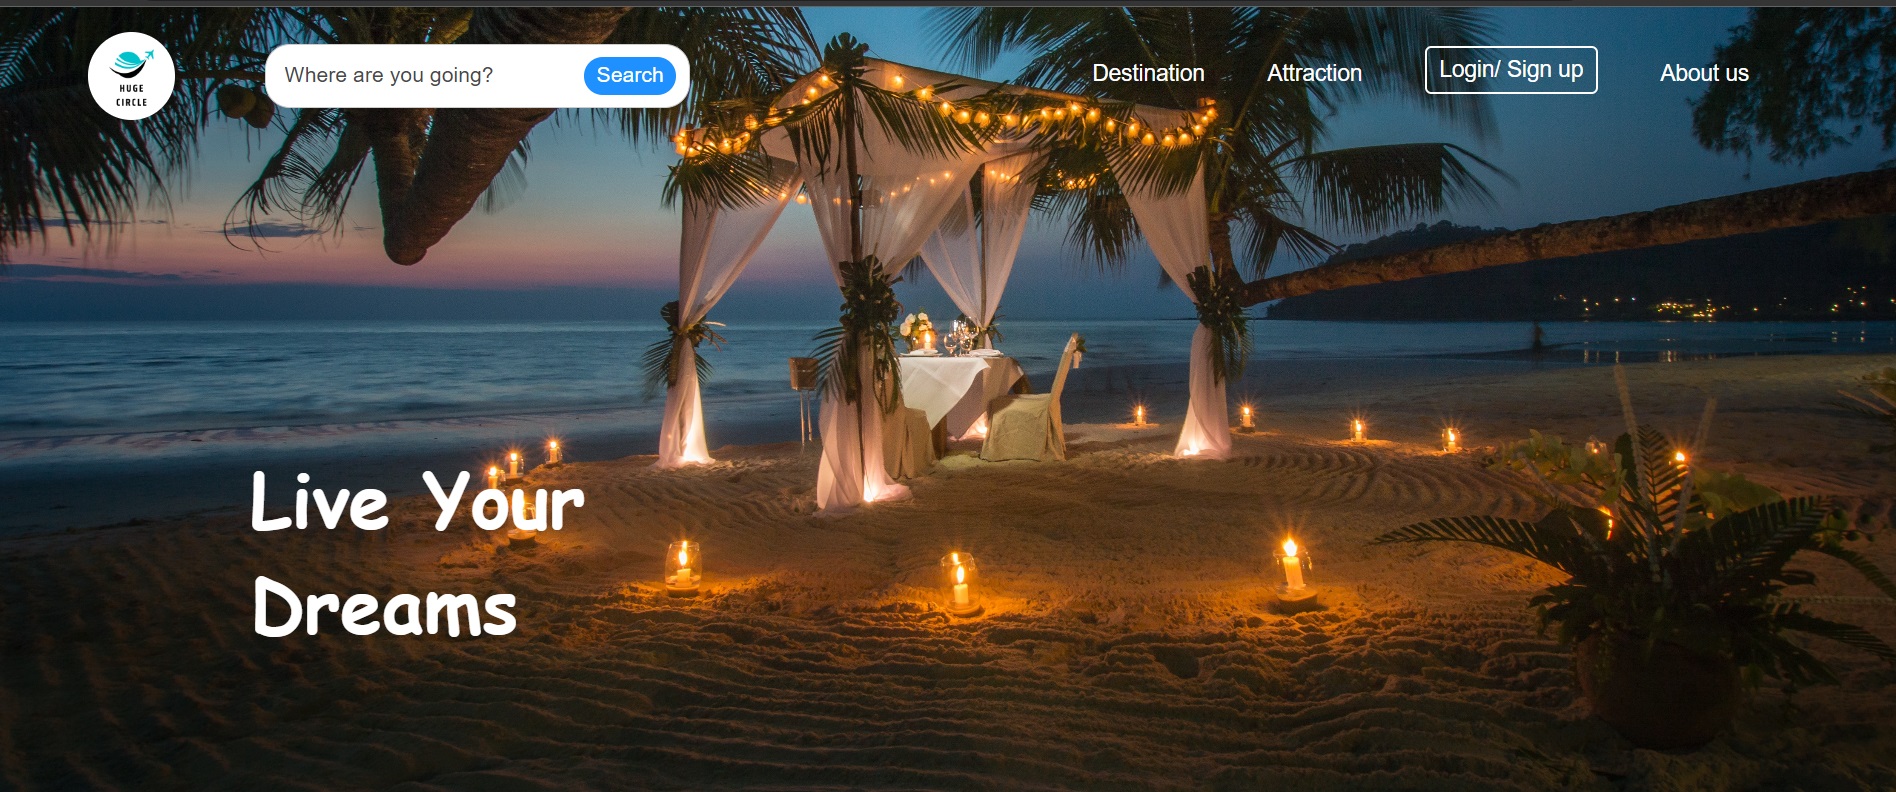 HUGE
CIRCLE
Where are you going?
Search
Destination
Attraction
Login/ Sign up
About us
Live Your
Dreams